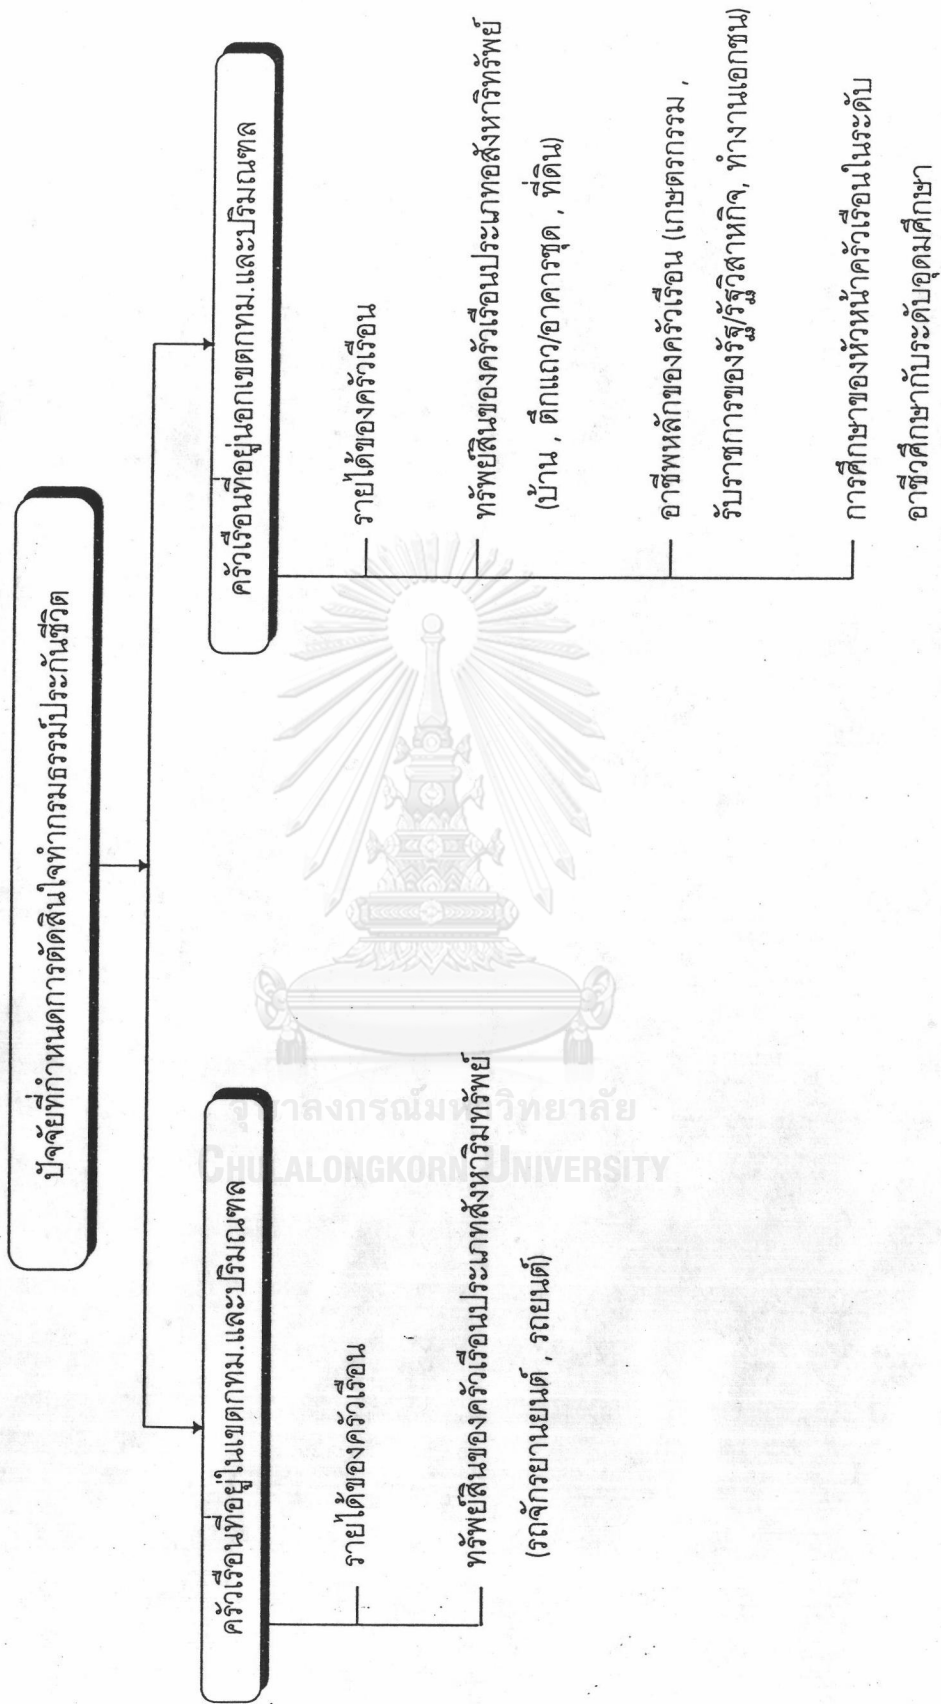 ปัจจัยที่กำหนดการตัดสินใจทำกรมธรรม์ประกันชีวิต
ครัวเรือนที่อยู่ในเขตกทม.และปริมณฑล
รายได้ของครัวเรือน
ทรัพย์สินของครัวเรือนประเภทสังหาริมทรัพย์
(รถจักรยานยนต์ , รถยนต์)
ครัวเรือนที่อยู่นอกเขตกทม.และปริมณฑล
รายได้ของครัวเรือน
ทรัพย์สินของครัวเรือนประเภทอสังหาริทรัพย์
(บ้าน , ตึกแถว/อาคารชุด , ที่ดิน)
อาชีพหลักของครัวเรือน (เกษตรกรรม ,
รับราชการของรัฐ/รัฐวิสาหกิจ, ทำงานเอกชน)
การศึกษาของหัวหน้าครัวเรือนในระดับ
อาชีวศึกษากับระดับอุดมศึกษา
จุฬาลงกรณ์มหาวิทยาลัย
CHULALONGKORN UNIVERSITY